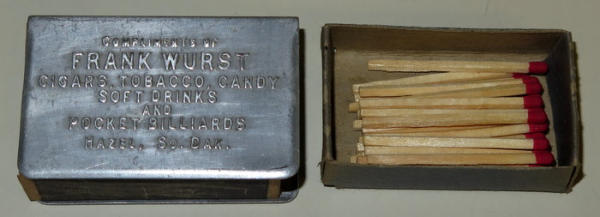 COMPLIMENTS OF
FRANK WURST
CIGARS, TOBACCO, CANDY
SOFT DRINKS
AND
POCKET BILLIARDS
HAZEL, SO. DAK.